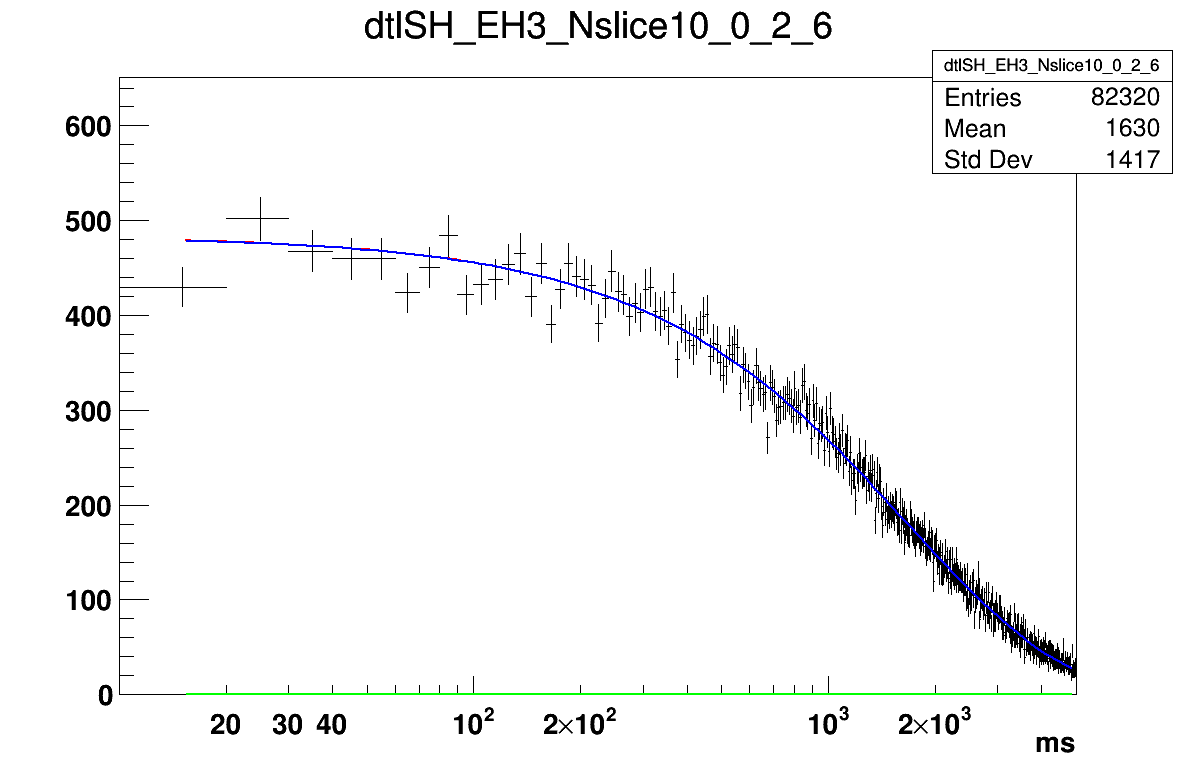 dtlSH_EH3_Nslice10_0_2_6
dtlSH_EH3_Nslice10_0_2_6
Entries 82320
Mean 1630
Std Dev 1417
600
500
400
300
200
100
0
20 30 40 10² 2×10² 10³ 2×10³
ms